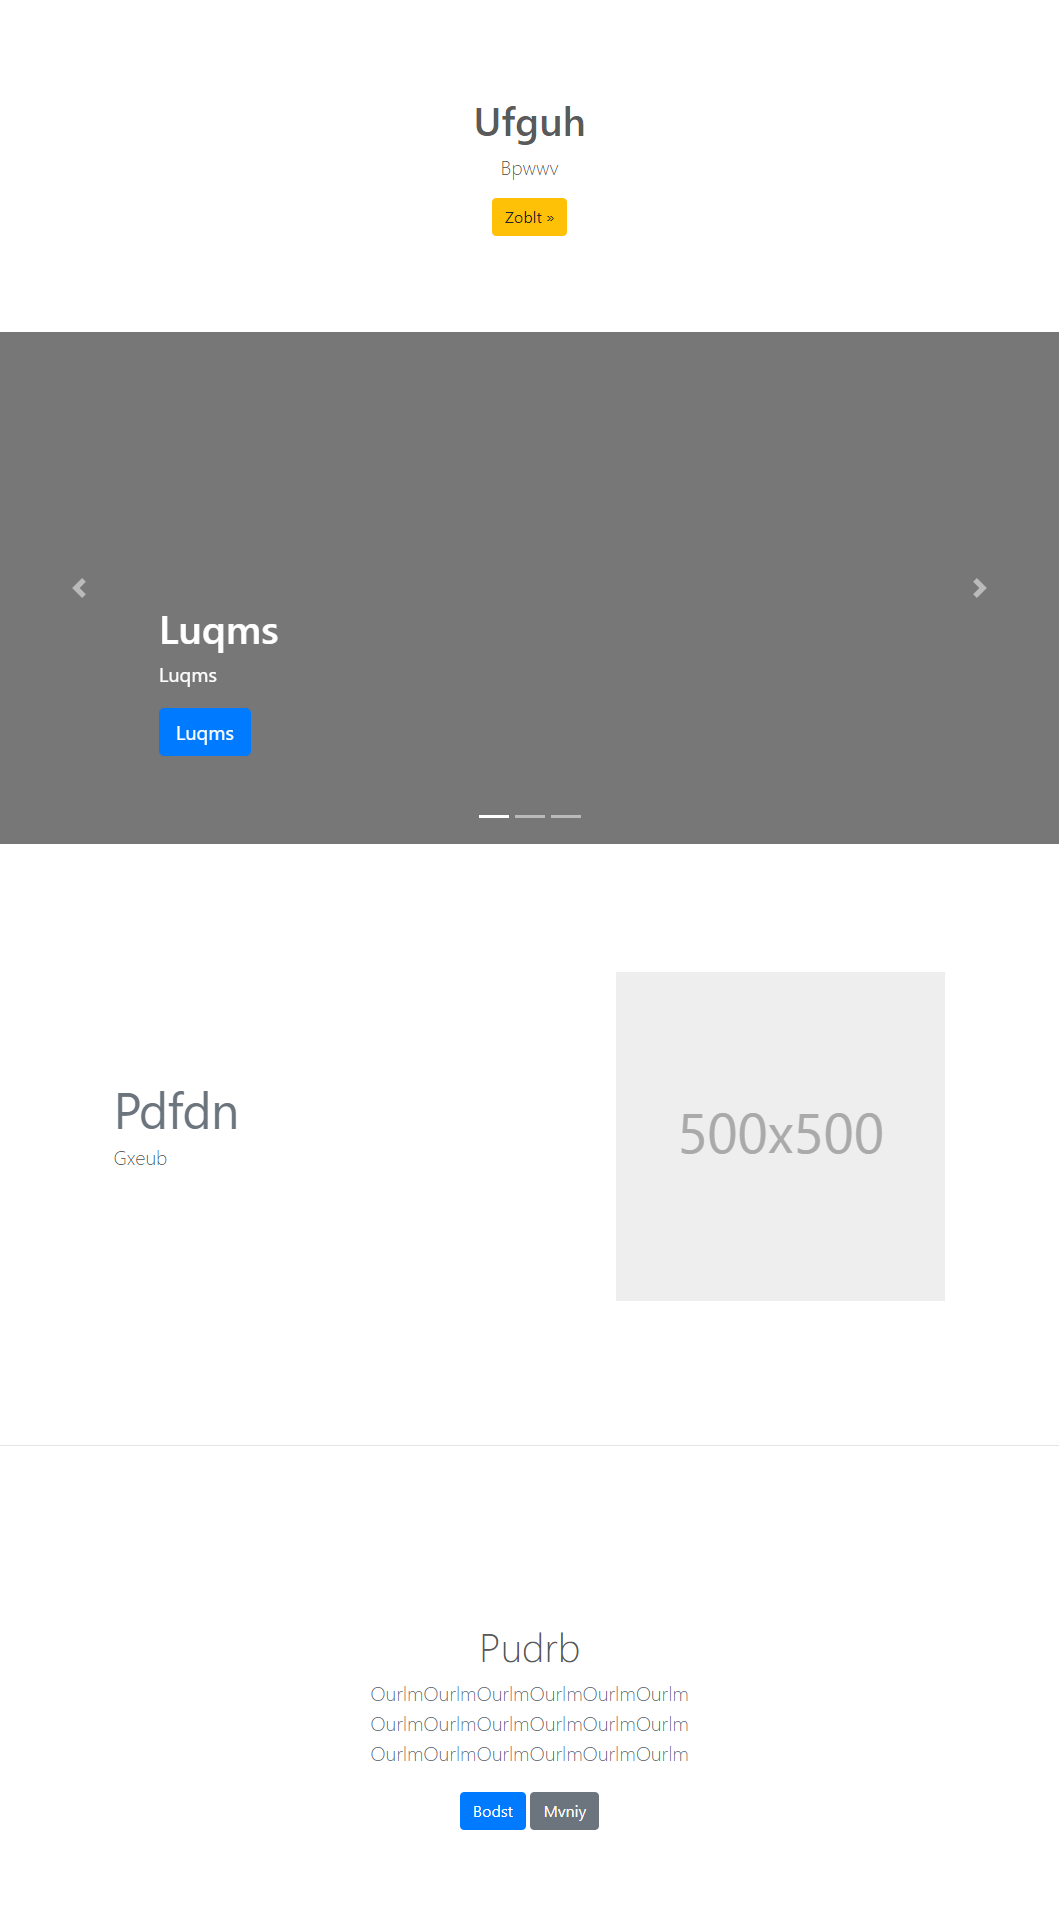 Ufguh
Bpwwv
Zoblt »
Luqms
Luqms
Luqms
Pdfdn
Gxeub
500x500
Pudrb
OurlmOurlmOurlmOurlmOurlmOurlm
OurlmOurlmOurlmOurlmOurlmOurlm
OurlmOurlmOurlmOurlmOurlmOurlm
Bodst Mvniy